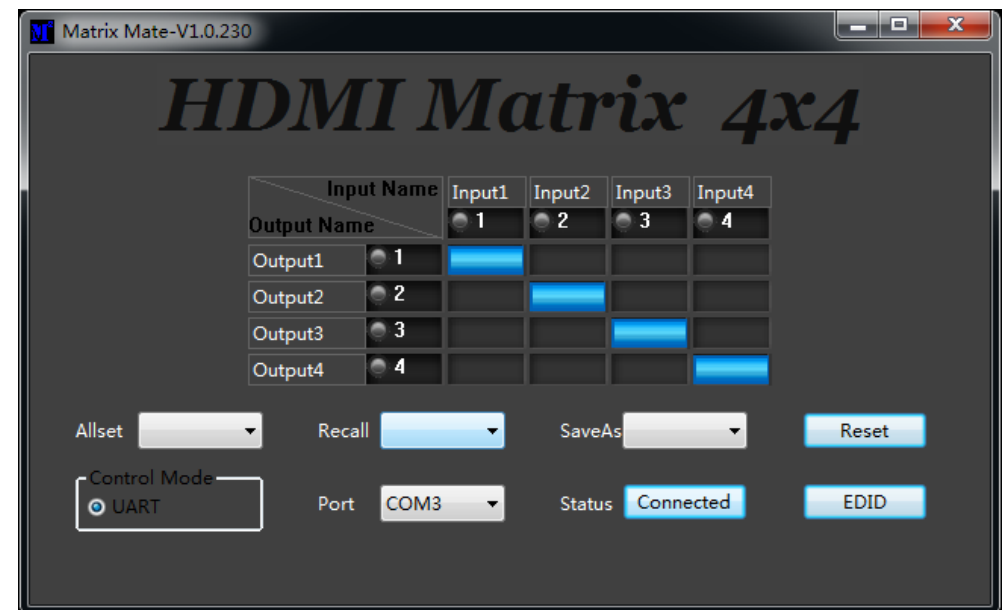 Matrix Mate-V1.0.230
HDMI Matrix 4x4
Input Name Input1 Input2 Input3 Input4
Output Name 1 2 3 4
Output1 1
Output2 2
Output3 3
Output4 4
Allset Recall SaveAs Reset
Control Mode
UART Port COM3 Status Connected EDID